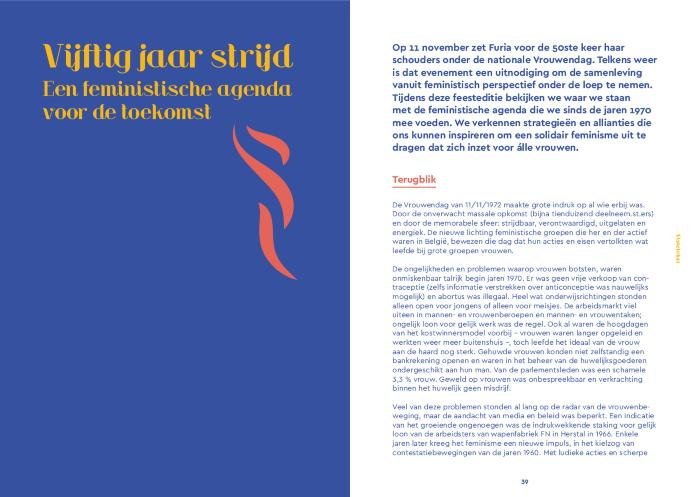 Vijftig jaar strijd
Een feministische agenda
voor de toekomst
Op 11 november zet Furia voor de 50ste keer haar
schouders onder de nationale Vrouwendag. Telkens weer
is dat evenement een uitnodiging om de samenleving
vanuit feministisch perspectief onder de loep te nemen.
Tijdens deze feesteditie bekijken we waar we staan
met de feministische agenda die we sinds de jaren 1970
mee voeden. We verkennen strategieën en allianties die
ons kunnen inspireren om een solidair feminisme uit te
dragen dat zich inzet voor álle vrouwen.
Terugblik
De Vrouwendag van 11/11/1972 maakte grote indruk op al wie erbij was.
Door de onverwacht massale opkomst (bijna tienduizend deelneem.st.ers)
en door de memorabele sfeer: strijdbaar, verontwaardigd, uitgelaten en
energiek. De nieuwe lichting feministische groepen die her en der actief
waren in België, bewezen die dag dat hun acties en eisen vertolkten wat
leefde bij grote groepen vrouwen.
De ongelijkheden en problemen waarop vrouwen botsten, waren
onmiskenbaar talrijk begin jaren 1970. Er was geen vrije verkoop van con-
traceptie (zelfs informatie verstrekken over anticonceptie was nauwelijks
mogelijk) en abortus was illegaal. Heel wat onderwijsrichtingen stonden
alleen open voor jongens of alleen voor meisjes. De arbeidsmarkt viel
uiteen in mannen- en vrouwenberoepen en mannen- en vrouwentaken;
ongelijk loon voor gelijk werk was de regel. Ook al waren de hoogdagen
van het kostwinnersmodel voorbij – vrouwen waren langer opgeleid en
werkten weer meer buitenshuis –, toch leefde het ideaal van de vrouw
aan de haard nog sterk. Gehuwde vrouwen konden niet zelfstandig een
bankrekening openen en waren in het beheer van de huwelijksgoederen
ondergeschikt aan hun man. Van de parlementsleden was een schamele
3,3 % vrouw. Geweld op vrouwen was onbespreekbaar en verkrachting
binnen het huwelijk geen misdrijf.
Veel van deze problemen stonden al lang op de radar van de vrouwenbe-
weging, maar de aandacht van media en beleid was beperkt. Een indicatie
van het groeiende ongenoegen was de indrukwekkende staking voor gelijk
loon van de arbeidsters van wapenfabriek FN in Herstal in 1966. Enkele
jaren later kreeg het feminisme een nieuwe impuls, in het kielzog van
contestatiebewegingen van de jaren 1960. Met ludieke acties en scherpe
39